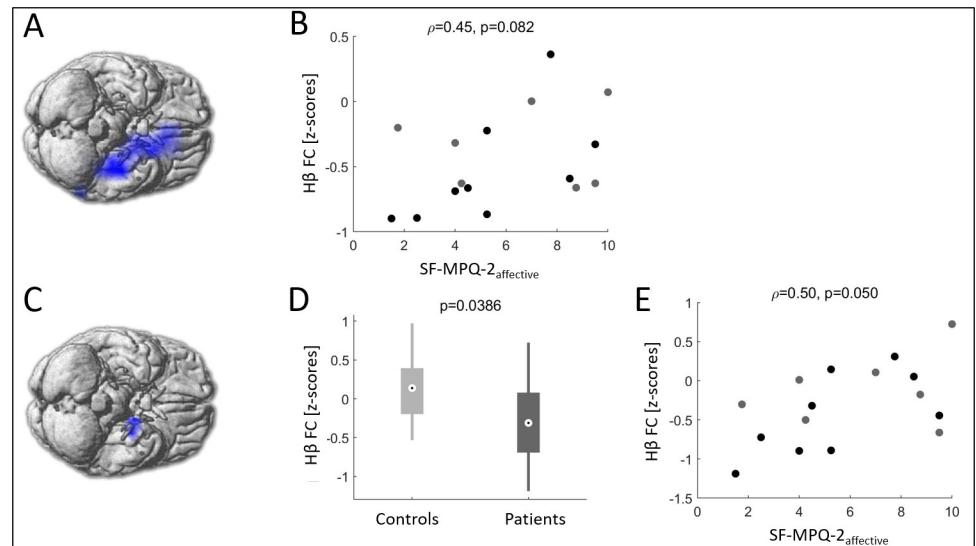 A
B
ρ=0.45, p=0.082
0.5
0
-0.5
-1
Hβ FC [z-scores]
0 2 4 6 8 10
SF-MPQ-2affective
C
D
p=0.0386
1
0.5
0
-0.5
-1
Hβ FC [z-scores]
Controls Patients
E
ρ=0.50, p=0.050
1
0.5
0
-0.5
-1
-1.5
Hβ FC [z-scores]
0 2 4 6 8 10
SF-MPQ-2affective